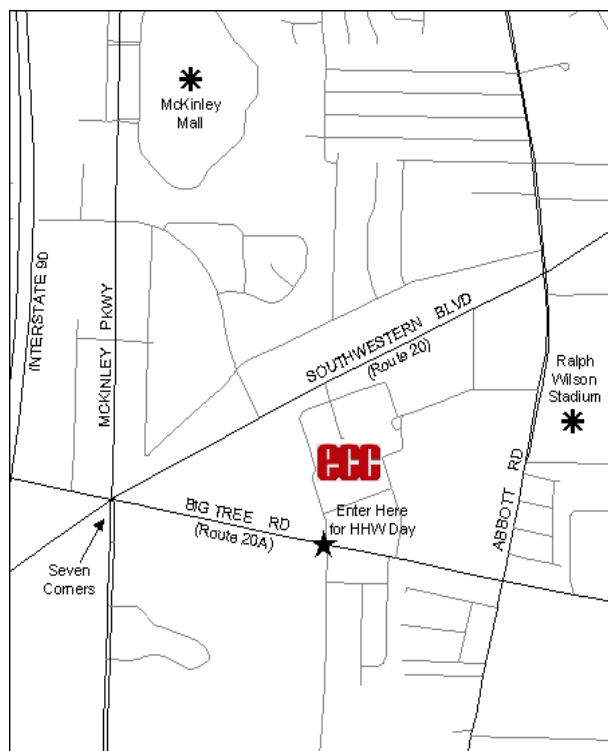 McKinley
Mall
INTERSTATE 90
MCKINLEY PKWY
SOUTHWESTERN BLVD
(Route 20)
Ralph
Wilson
Stadium
ecc
ABBOTT RD
BIG TREE RD
(Route 20A)
Enter Here
for HHW Day
Seven
Corners